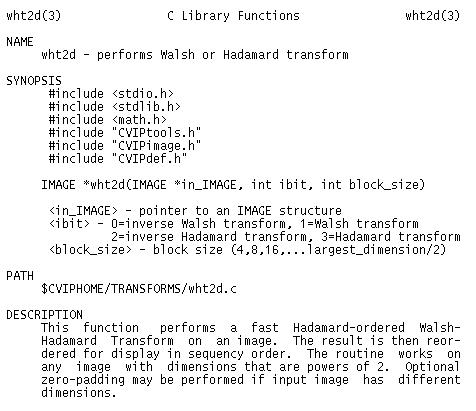 wht2d(3) C Library Functions wht2d(3)
NAME
wht2d - performs Walsh or Hadamard transform
SYNOPSIS
#include <stdio.h>
#include <stdlib.h>
#include <math.h>
#include "CVIPtools.h"
#include "CVIPimage.h"
#include "CVIPdef.h"
IMAGE *wht2d(IMAGE *in_IMAGE, int ibit, int block_size)
<in_IMAGE> - pointer to an IMAGE structure
<ibit> - 0=inverse Walsh transform, 1=Walsh transform
2=inverse Hadamard transform, 3=Hadamard transform
<block_size> - block size (4,8,16,...largest_dimension/2)
PATH
$CVIPHOME/TRANSFORMS/wht2d.c
DESCRIPTION
This function performs a fast Hadamard-ordered Walsh-
Hadamard Transform on an image. The result is then reor-
dered for display in sequency order. The routine works on
any image with dimensions that are powers of 2. Optional
zero-padding may be performed if input image has different
dimensions.